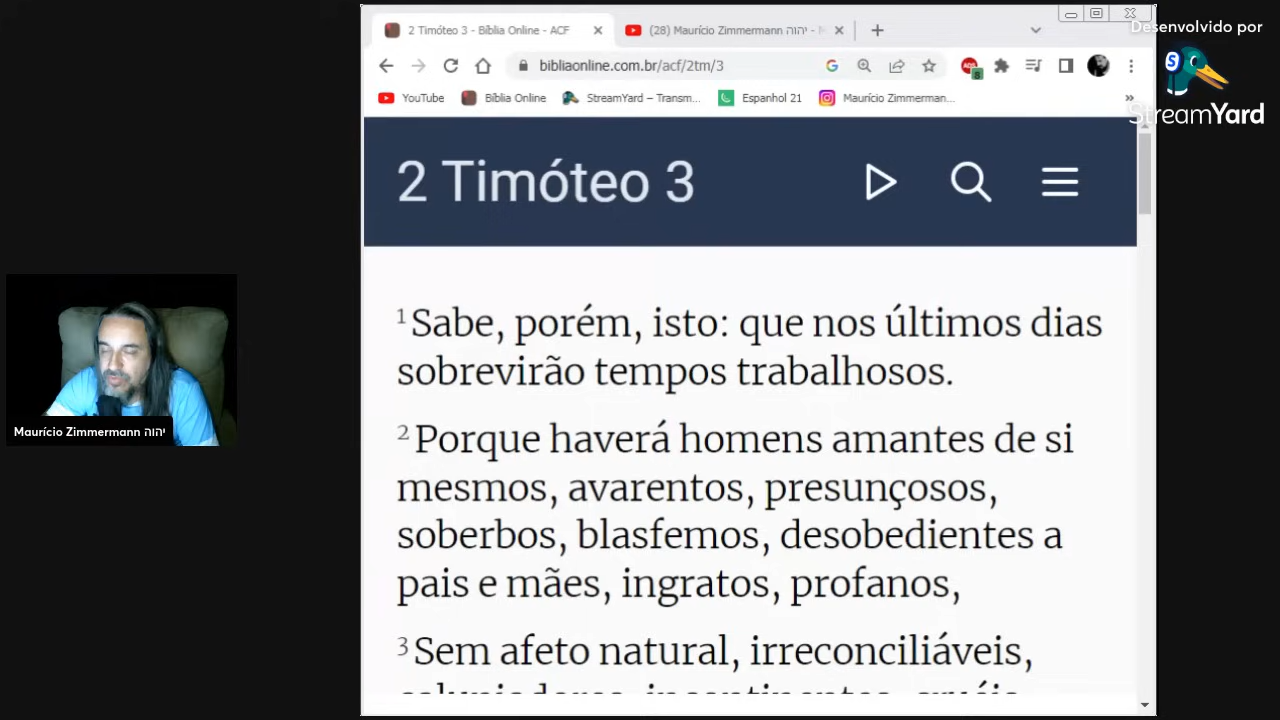 2 Timóteo 3 - Bíblia Online - ACF
(28) Maurício Zimmermann יהוה -
Desenvolvido por
StreamYard
bibliaonline.com.br/acf/2tm/3
YouTube
Bíblia Online
StreamYard – Transm...
Espanhol 21
Maurício Zimmerman...
2 Timóteo 3
1 Sabe, porém, isto: que nos últimos dias
sobrevirão tempos trabalhosos.
2 Porque haverá homens amantes de si
mesmos, avarentos, presunçosos,
soberbos, blasfemos, desobedientes a
pais e mães, ingratos, profanos,
3 Sem afeto natural, irreconciliáveis,
Maurício Zimmermann יהוה